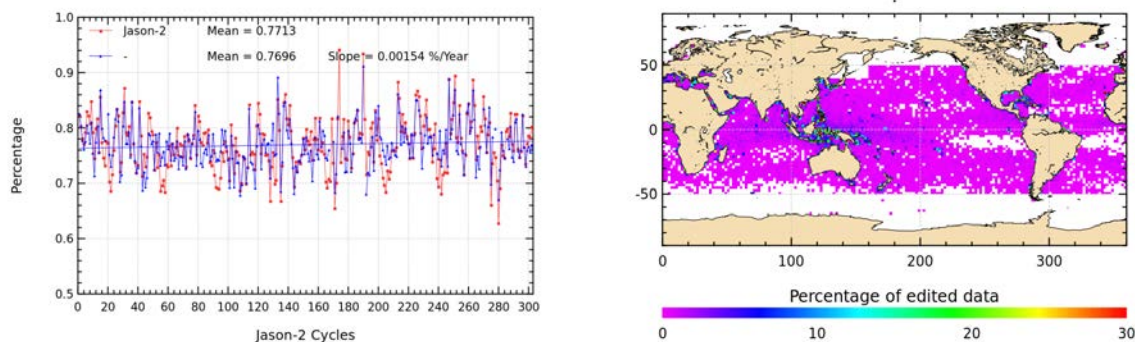 1.0
Jason-2 Mean = 0.7713
- Mean = 0.7696 Slope = 0.00154 %/Year
0.9
0.8
0.7
0.6
0.5
Percentage
0 20 40 60 80 100 120 140 160 180 200 220 240 260 280 300
Jason-2 Cycles
50
0
-50
0 100 200 300
Percentage of edited data
0 10 20 30